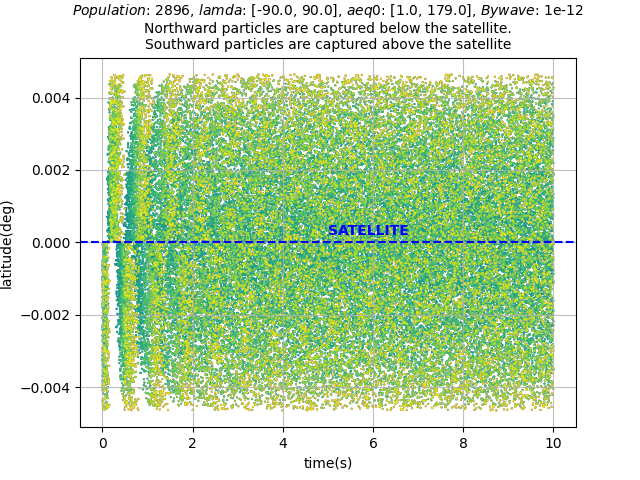 Population: 2896, lamda: [-90.0, 90.0], aeq0: [1.0, 179.0], Bywave: 1e-12
Northward particles are captured below the satellite.
Southward particles are captured above the satellite
0.004
0.002
0.000
−0.002
−0.004
latitude(deg)
SATELLITE
0 2 4 6 8 10
time(s)